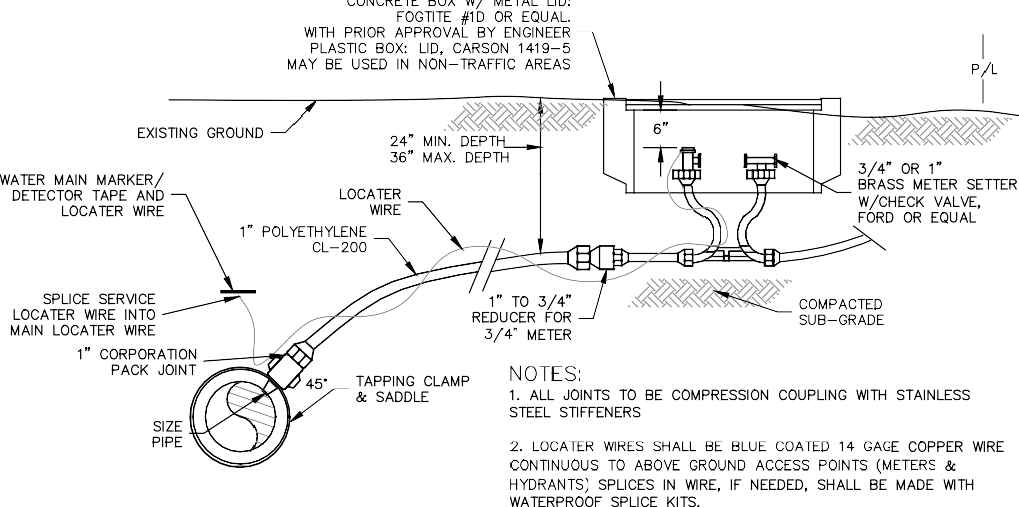 CONCRETE BOX W/ METAL LID:
FOGTITE #1D OR EQUAL.
WITH PRIOR APPROVAL BY ENGINEER
PLASTIC BOX: LID, CARSON 1419-5
MAY BE USED IN NON-TRAFFIC AREAS
P/L
EXISTING GROUND
24" MIN. DEPTH
36" MAX. DEPTH
6"
3/4" OR 1"
BRASS METER SETTER
W/CHECK VALVE,
FORD OR EQUAL
WATER MAIN MARKER/
DETECTOR TAPE AND
LOCATER WIRE
LOCATER
WIRE
1" POLYETHYLENE
CL-200
SPLICE SERVICE
LOCATER WIRE INTO
MAIN LOCATER WIRE
1" TO 3/4"
REDUCER FOR
3/4" METER
COMPACTED
SUB-GRADE
1" CORPORATION
PACK JOINT
45°
TAPPING CLAMP
& SADDLE
SIZE
PIPE
NOTES:
1. ALL JOINTS TO BE COMPRESSION COUPLING WITH STAINLESS
STEEL STIFFENERS
2. LOCATER WIRES SHALL BE BLUE COATED 14 GAGE COPPER WIRE
CONTINUOUS TO ABOVE GROUND ACCESS POINTS (METERS &
HYDRANTS) SPLICES IN WIRE, IF NEEDED, SHALL BE MADE WITH
WATERPROOF SPLICE KITS.